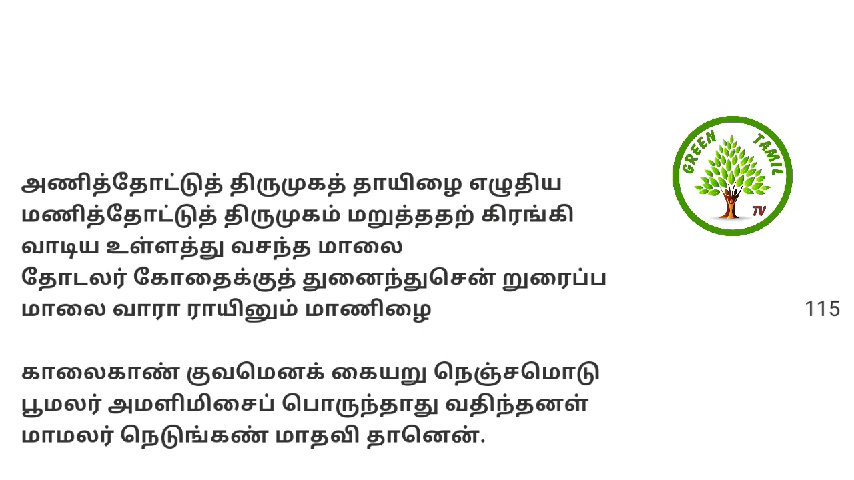 GREEN TAMIL TV
அணித்தோட்டுத் திருமுகத் தாயிழை எழுதிய
மணித்தோட்டுத் திருமுகம் மறுத்ததற் கிரங்கி
வாடிய உள்ளத்து வசந்த மாலை
தோடலர் கோதைக்குத் துனைந்துசென் றுரைப்ப
மாலை வாரா ராயினும் மாணிழை 115
காலைகாண் குவமெனக் கையறு நெஞ்சமொடு
பூமலர் அமளிமிசைப் பொருந்தாது வதிந்தனள்
மாமலர் நெடுங்கண் மாதவி தானென்.